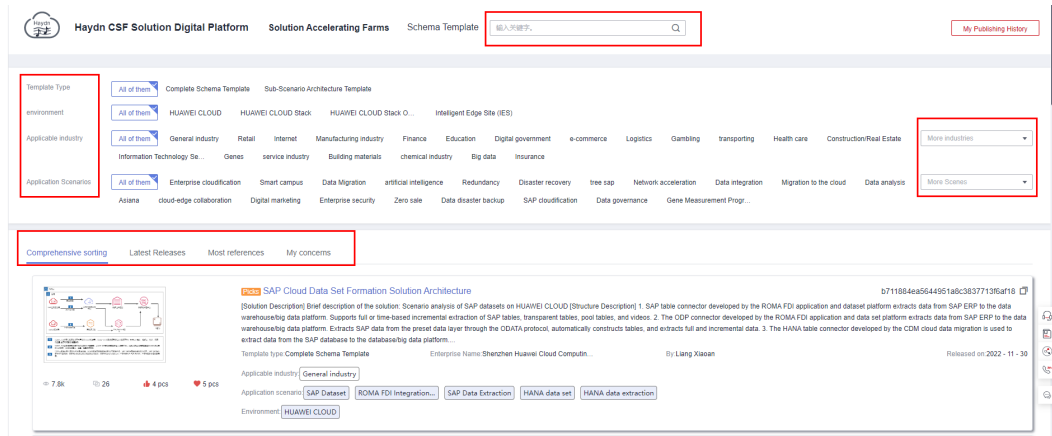 Haydn
Haydn CSF Solution Digital Platform Solution Accelerating Farms Schema Template 输入关键字。 My Publishing History
Template Type All of them Complete Schema Template Sub-Scenario Architecture Template
environment All of them HUAWEI CLOUD HUAWEI CLOUD Stack HUAWEI CLOUD Stack O... Intelligent Edge Site (IES)
Applicable industry All of them General industry Retail Internet Manufacturing industry Finance Education Digital government e-commerce Logistics Gambling transporting Health care Construction/Real Estate More industries
Information Technology Se... Genes service industry Building materials chemical industry Big data Insurance
Application Scenarios All of them Enterprise cloudification Smart campus Data Migration artificial intelligence Redundancy Disaster recovery tree sap Network acceleration Data integration Migration to the cloud Data analysis More Scenes
Asiana cloud-edge collaboration Digital marketing Enterprise security Zero sale Data disaster backup SAP cloudification Data governance Gene Measurement Progr...
Comprehensive sorting Latest Releases Most references My concerns
Picks SAP Cloud Data Set Formation Solution Architecture b711884ea5644951a8c3837713f6af18
[Solution Description] Brief description of the solution: Scenario analysis of SAP datasets on HUAWEI CLOUD [Structure Description] 1. SAP table connector developed by the ROMA FDI application and dataset platform extracts data from SAP ERP to the data
warehouse/big data platform. Supports full or time-based incremental extraction of SAP tables, transparent tables, pool tables, and videos. 2. The ODP connector developed by the ROMA FDI application and data set platform extracts data from SAP ERP to the data
warehouse/big data platform. Extracts SAP data from the preset data layer through the ODATA protocol, automatically constructs tables, and extracts full and incremental data. 3. The HANA table connector developed by the CDM cloud data migration is used to
extract data from the SAP database to the database/big data platform....
Template type:Complete Schema Template Enterprise Name:Shenzhen Huawei Cloud Computin... By:Liang Xiaoan Released on:2022 - 11 - 30
Applicable industry: General industry
7.8k 26 4 pcs 5 pcs
Application scenario: SAP Dataset ROMA FDI Integration... SAP Data Extraction HANA data set HANA data extraction
Environment: HUAWEI CLOUD